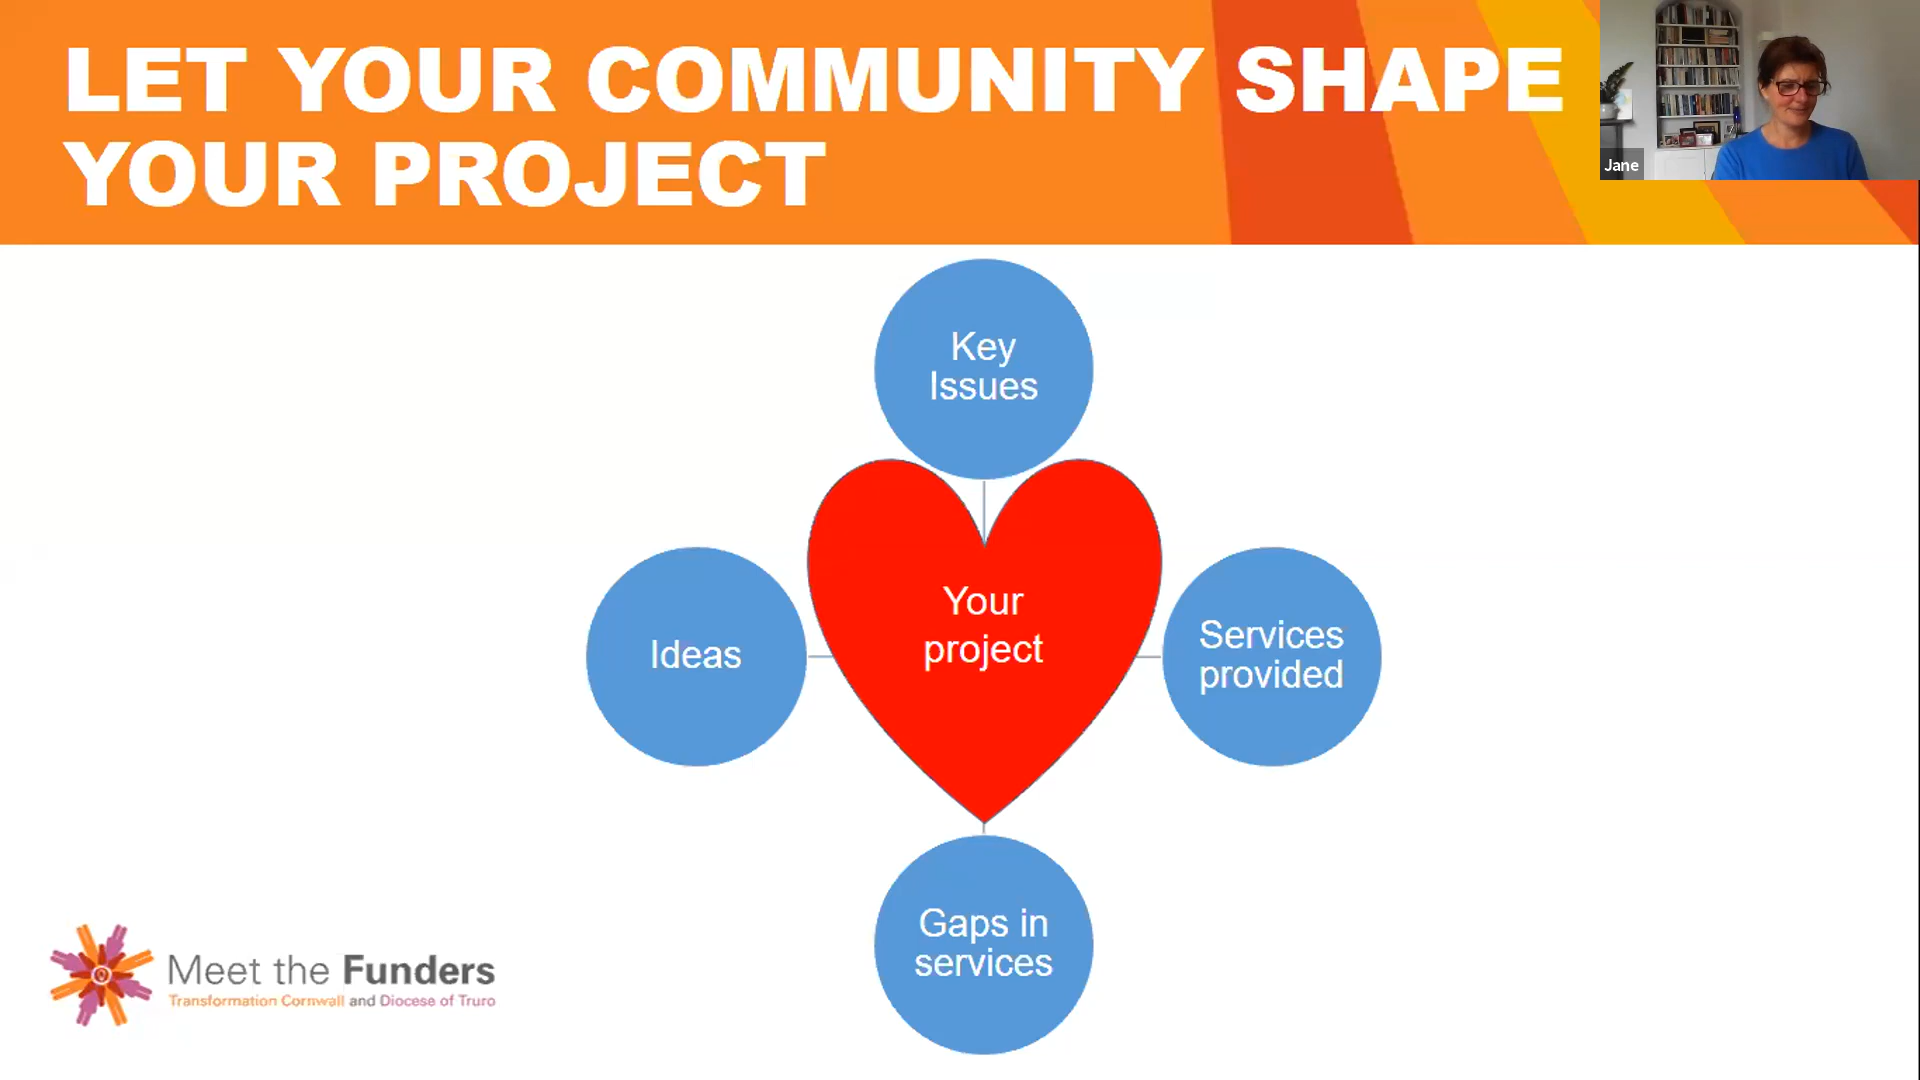 LET YOUR COMMUNITY SHAPE
YOUR PROJECT
Jane
Key
Issues
Your
project
Ideas
Services
provided
Gaps in
services
Meet the Funders
Transformation Cornwall and Diocese of Truro